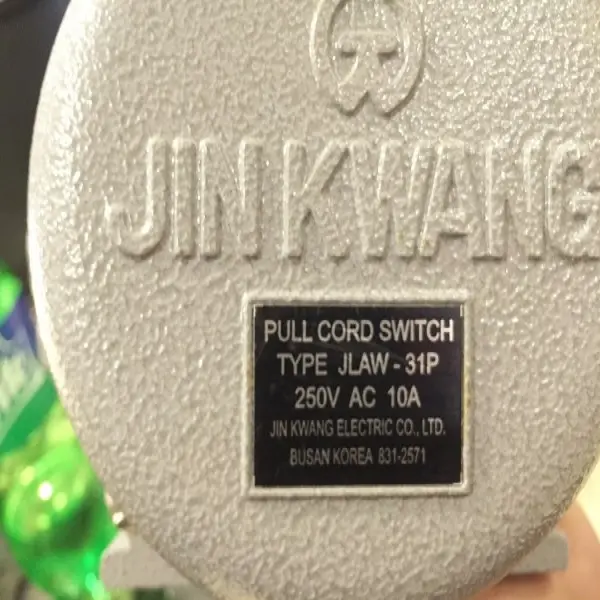 JIN KWANG
PULL CORD SWITCH
TYPE JLAW - 31P
250V AC 10A
JIN KWANG ELECTRIC CO., LTD.
BUSAN KOREA 831-2571